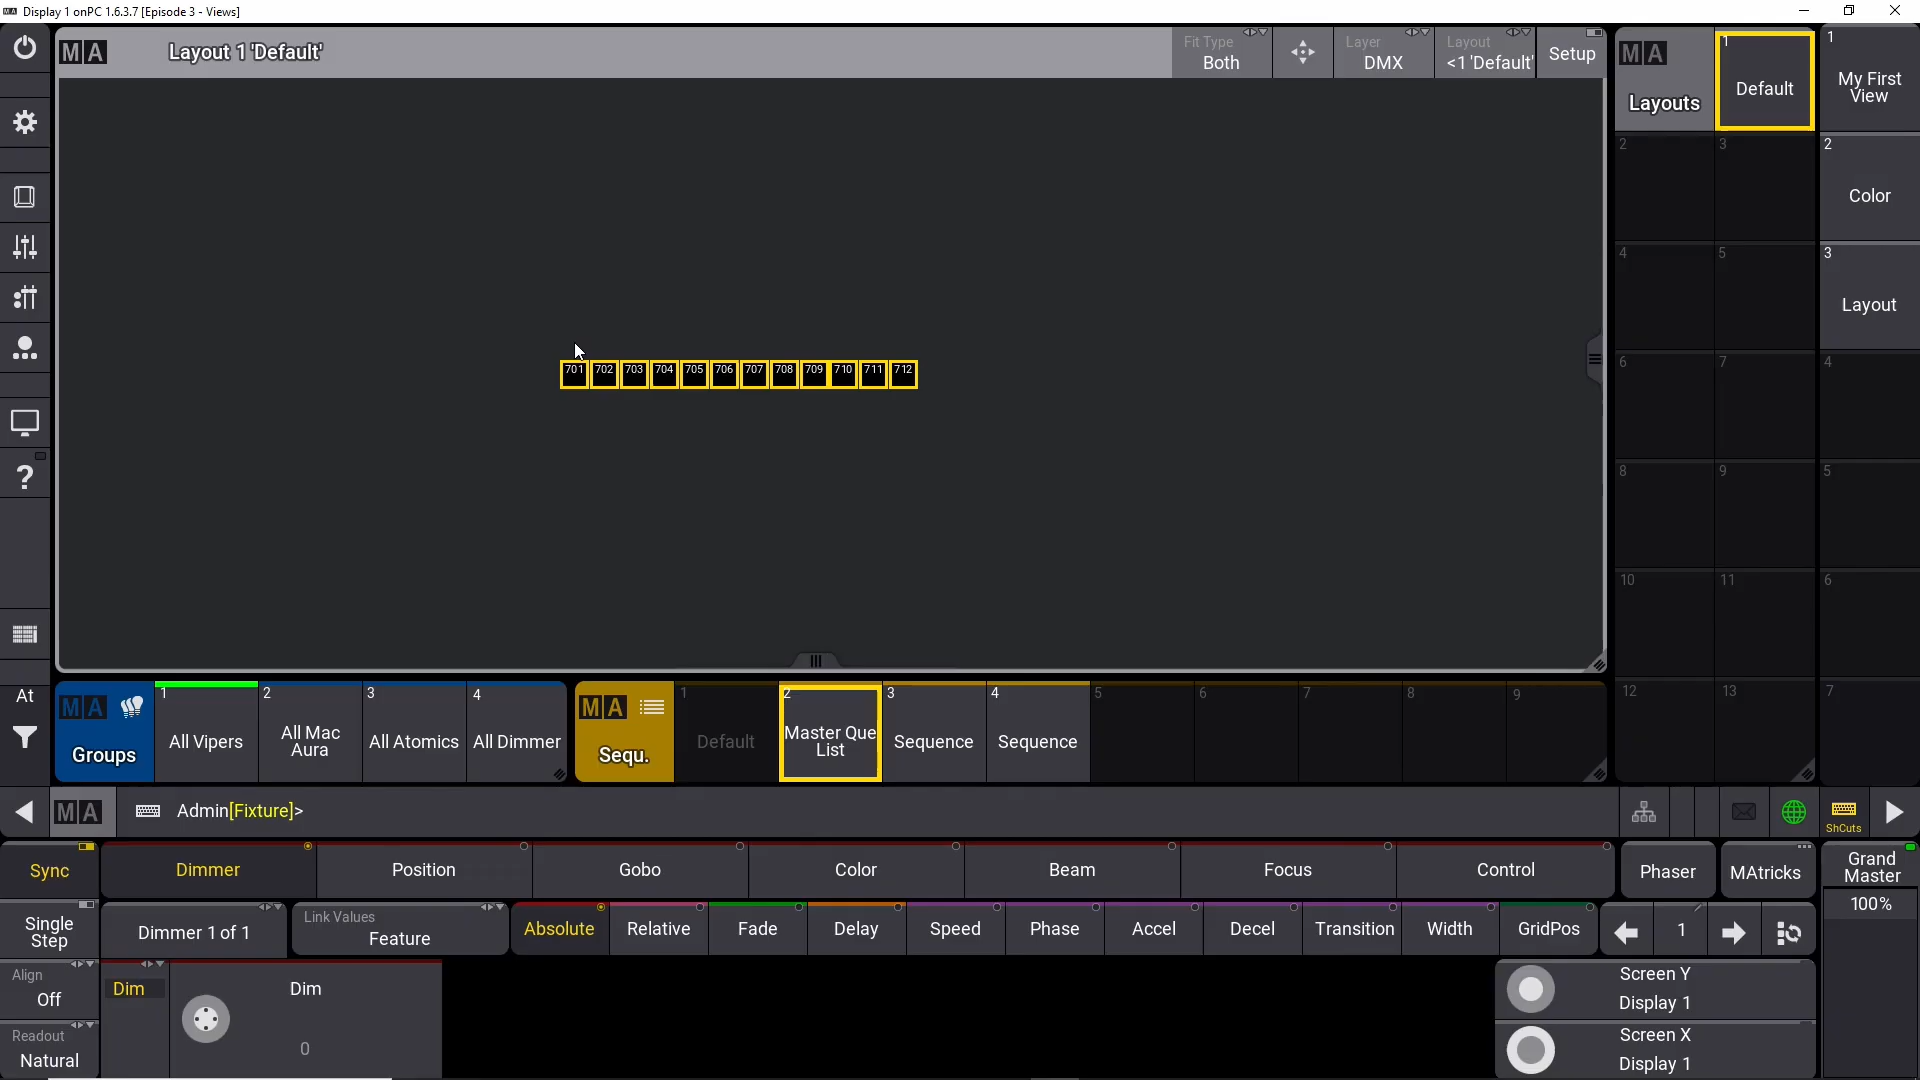 Display 1 onPC 1.6.3.7 [Episode 3 - Views]
MA
Layout 1 'Default'
Fit Type
Both
Layer
DMX
Layout
<1 'Default'
Setup
701 702 703 704 705 706 707 708 709 710 711 712
MA
Layouts
1
Default
2
3
4
5
6
7
8
9
10
11
12
13
1
My First
View
2
Color
3
Layout
4
5
6
7
?
At
MA
Groups
1
All Vipers
2
All Mac
Aura
3
All Atomics
4
All Dimmer
MA
Sequ.
1
Default
2
Master Que
List
3
Sequence
4
Sequence
5
6
7
8
9
MA
Admin[Fixture]>
ShCuts
Sync
Dimmer
Position
Gobo
Color
Beam
Focus
Control
Phaser
MAtricks
Grand
Master
100%
Single
Step
Dimmer 1 of 1
Link Values
Feature
Absolute
Relative
Fade
Delay
Speed
Phase
Accel
Decel
Transition
Width
GridPos
1
Align
Off
Dim
Dim
0
Readout
Natural
Screen Y
Display 1
Screen X
Display 1